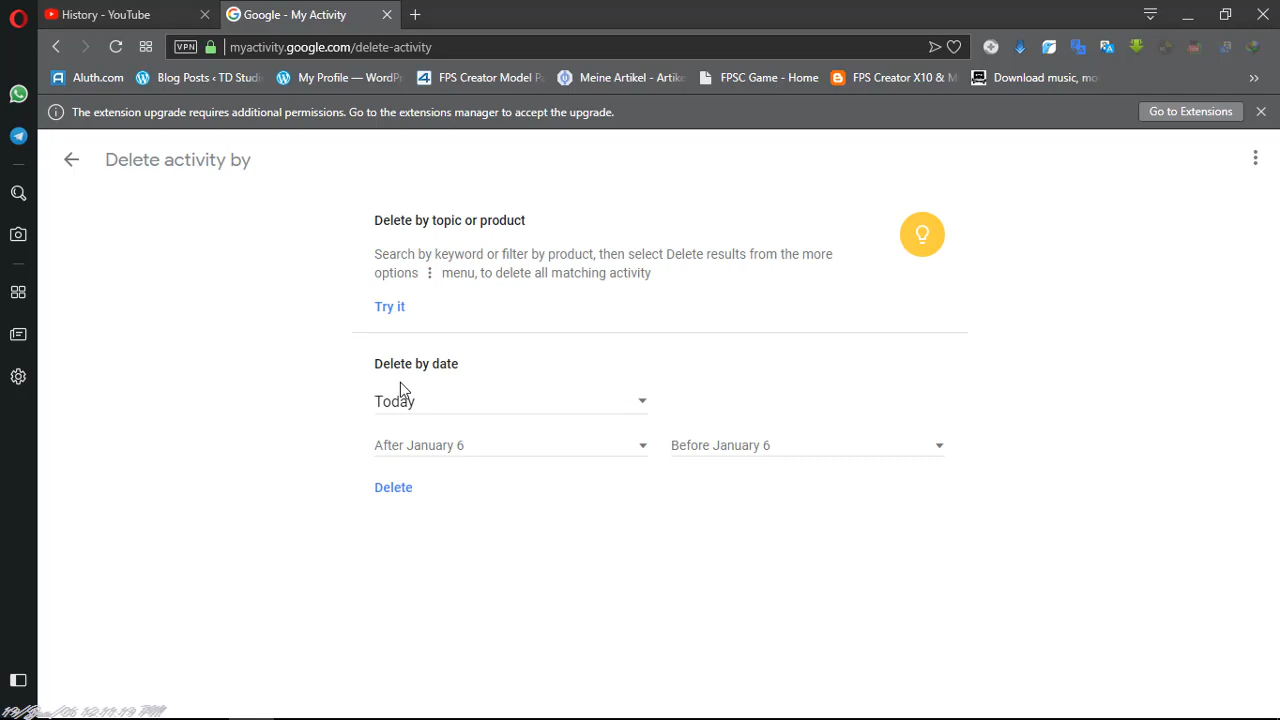 History - YouTube
Google - My Activity
VPN
myactivity.google.com/delete-activity
Aluth.com
Blog Posts ‹ TD Studi
My Profile — WordPr
FPS Creator Model P
Meine Artikel - Artike
FPSC Game - Home
FPS Creator X10 & M
Download music, mo
The extension upgrade requires additional permissions. Go to the extensions manager to accept the upgrade.
Go to Extensions
Delete activity by
Delete by topic or product
Search by keyword or filter by product, then select Delete results from the more
options ⋮ menu, to delete all matching activity
Try it
Delete by date
Today
After January 6
Before January 6
Delete